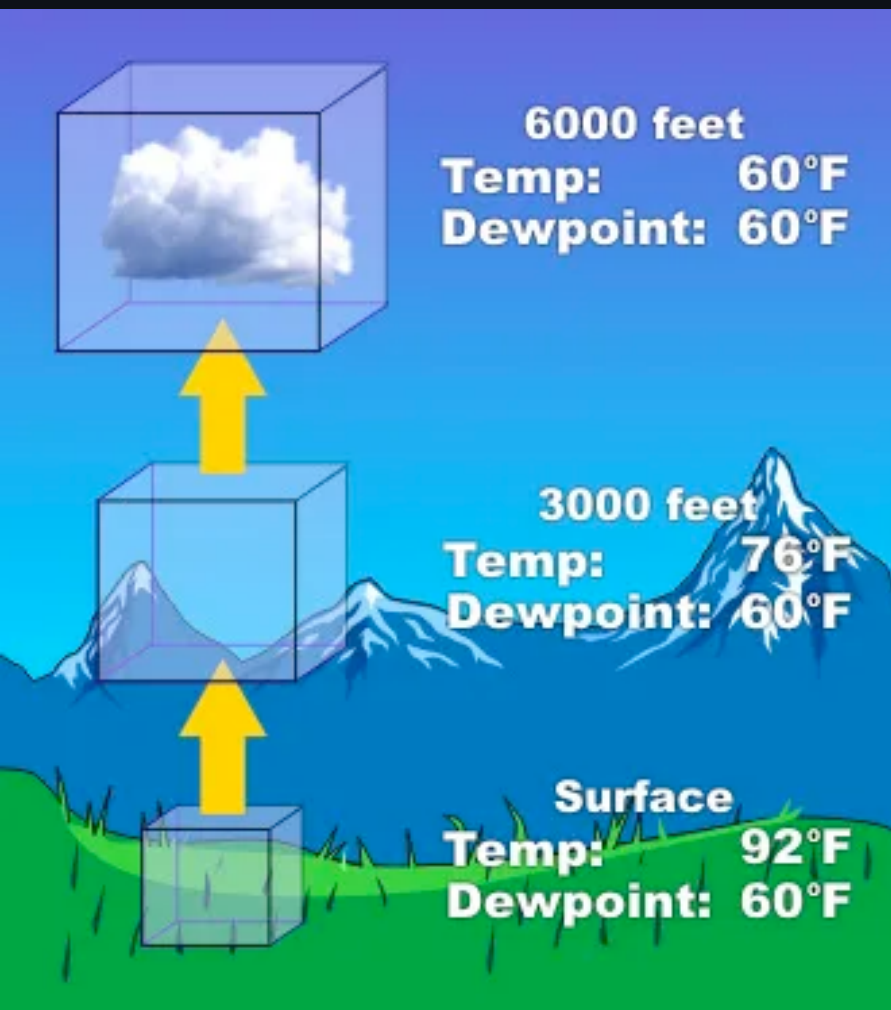 6000 feet
Temp: 60°F
Dewpoint: 60°F
3000 feet
Temp: 76°F
Dewpoint: 60°F
Surface
Temp: 92°F
Dewpoint: 60°F